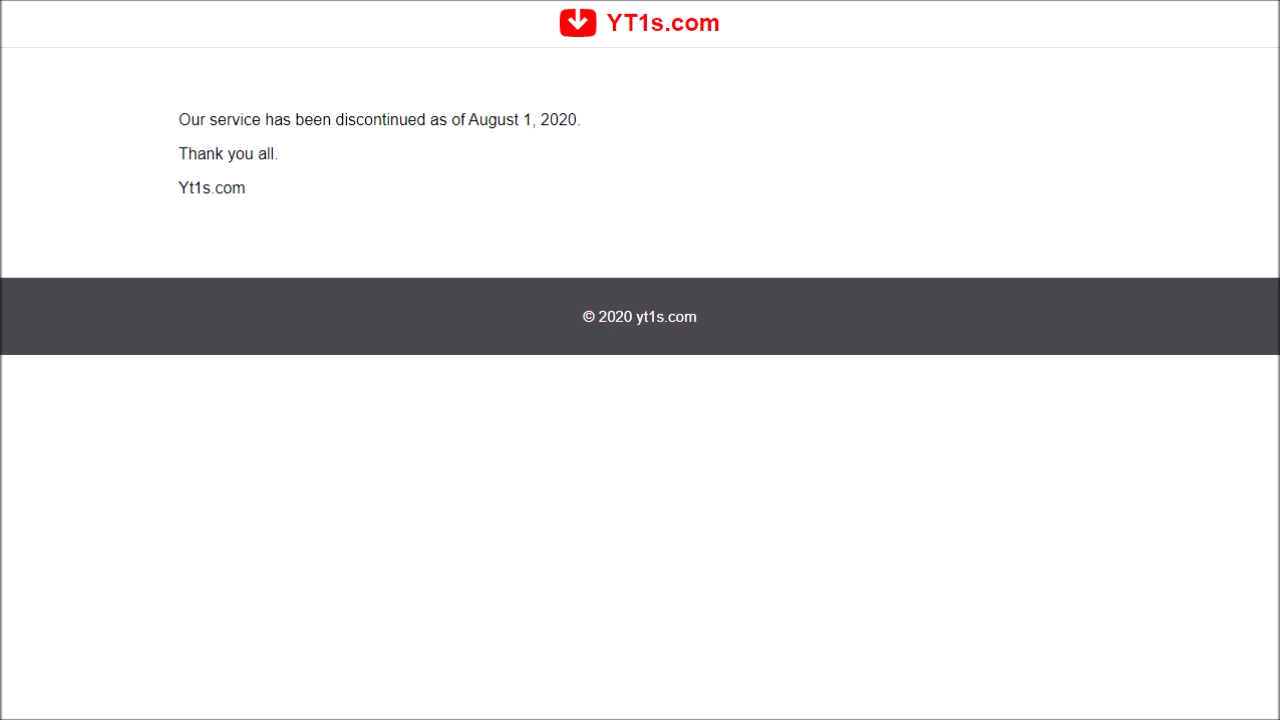 YT1s.com
Our service has been discontinued as of August 1, 2020.
Thank you all.
Yt1s.com
© 2020 yt1s.com